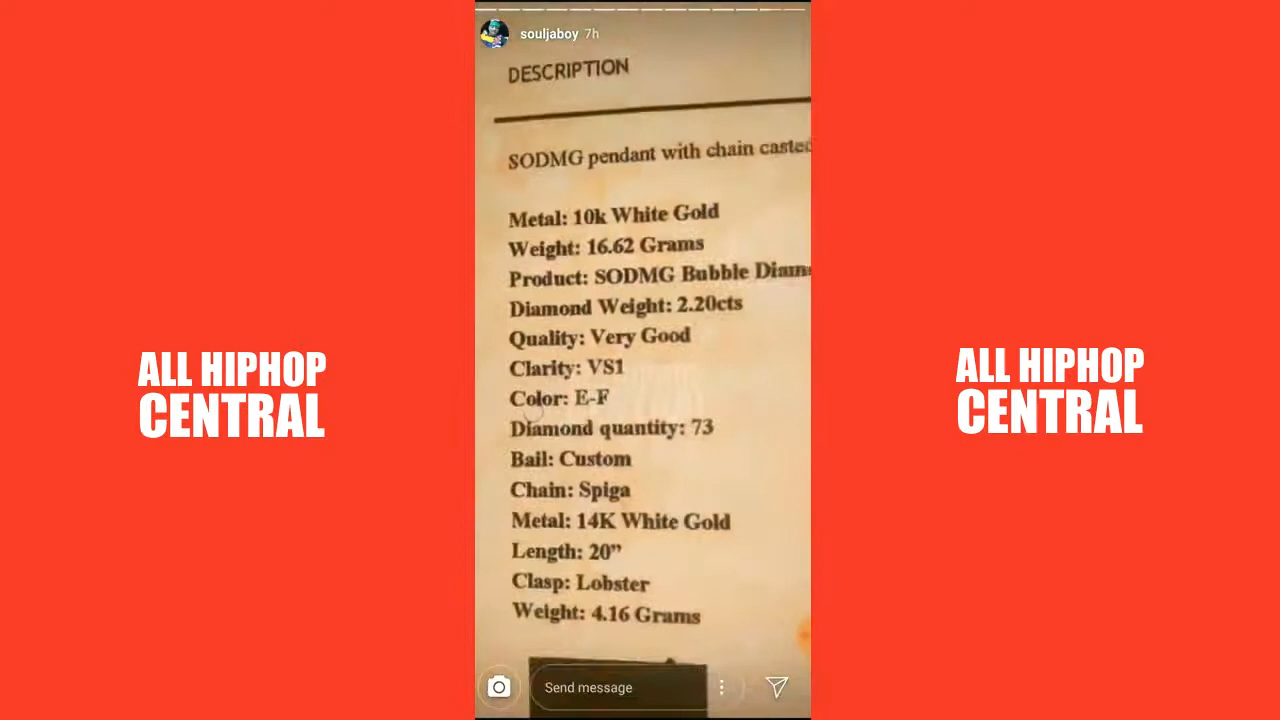 souljaboy 7h
DESCRIPTION
SODMG pendant with chain casted
Metal: 10k White Gold
Weight: 16.62 Grams
Product: SODMG Bubble Diam
Diamond Weight: 2.20cts
Quality: Very Good
Clarity: VS1
Color: E-F
Diamond quantity: 73
Bail: Custom
Chain: Spiga
Metal: 14K White Gold
Length: 20”
Clasp: Lobster
Weight: 4.16 Grams
Send message
ALL HIPHOP
CENTRAL
ALL HIPHOP
CENTRAL